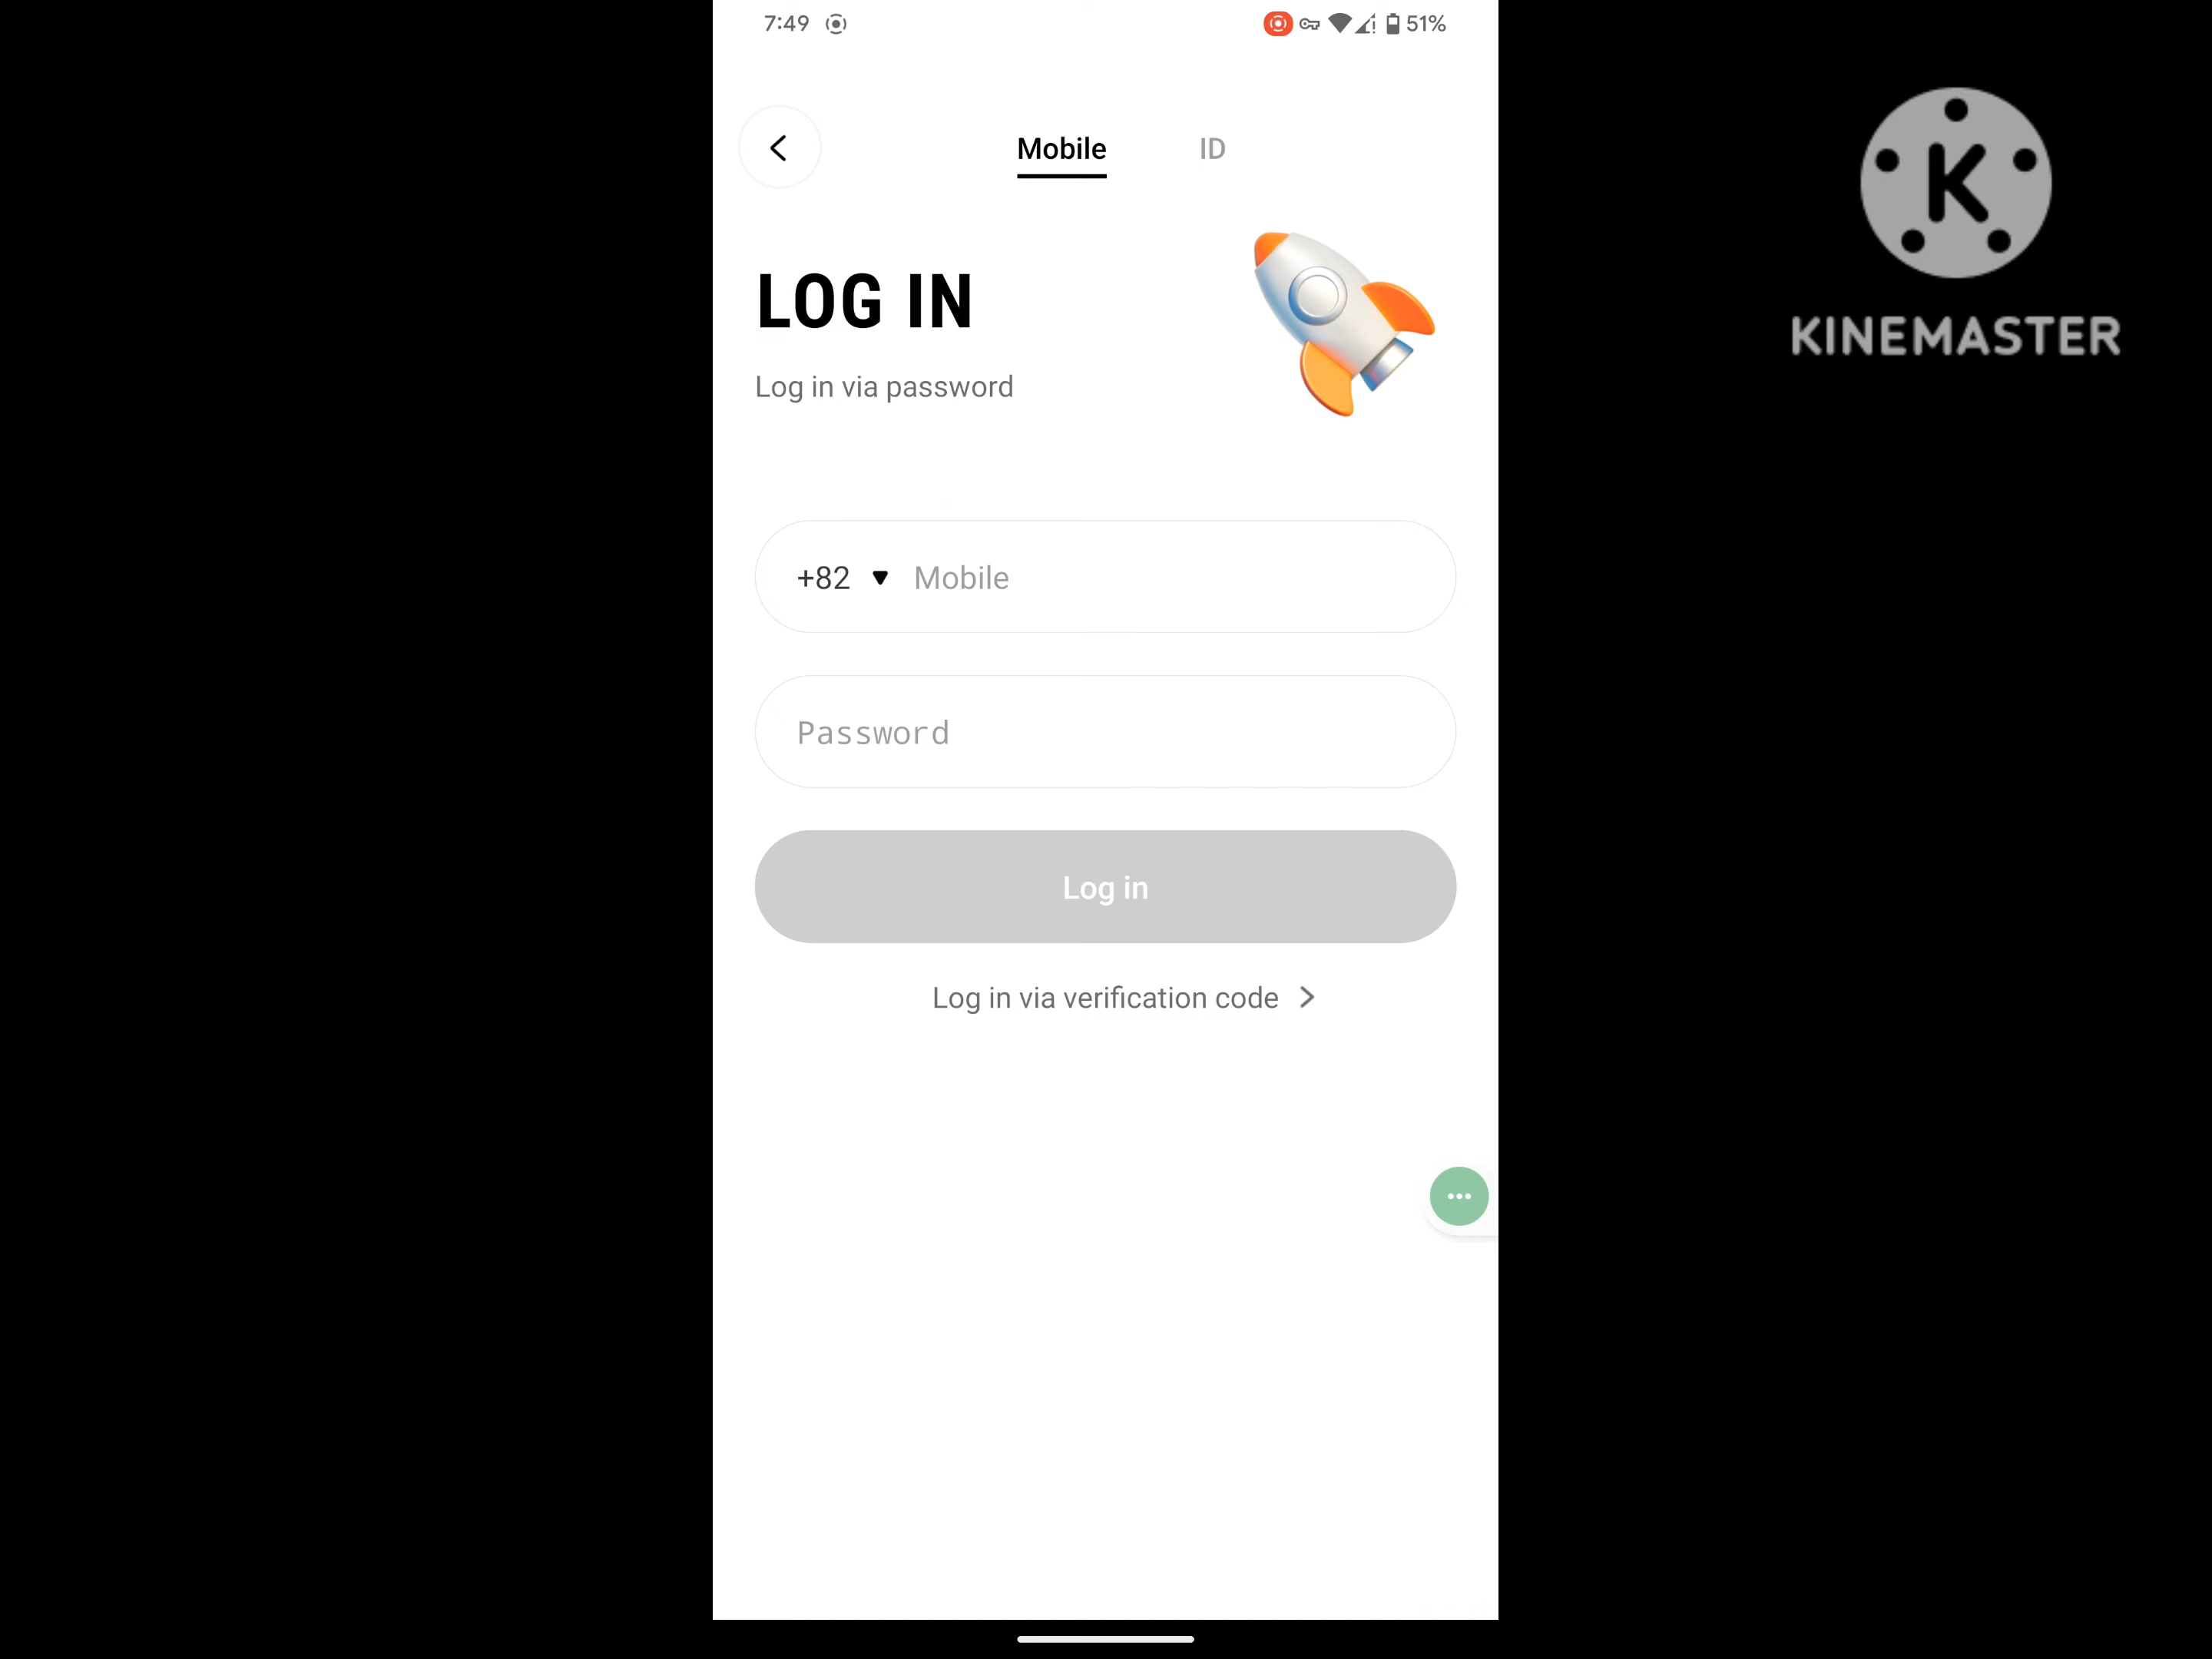 7:49
51%
Mobile
ID
LOG IN
Log in via password
+82
Mobile
Password
Log in
Log in via verification code
K
KINEMASTER